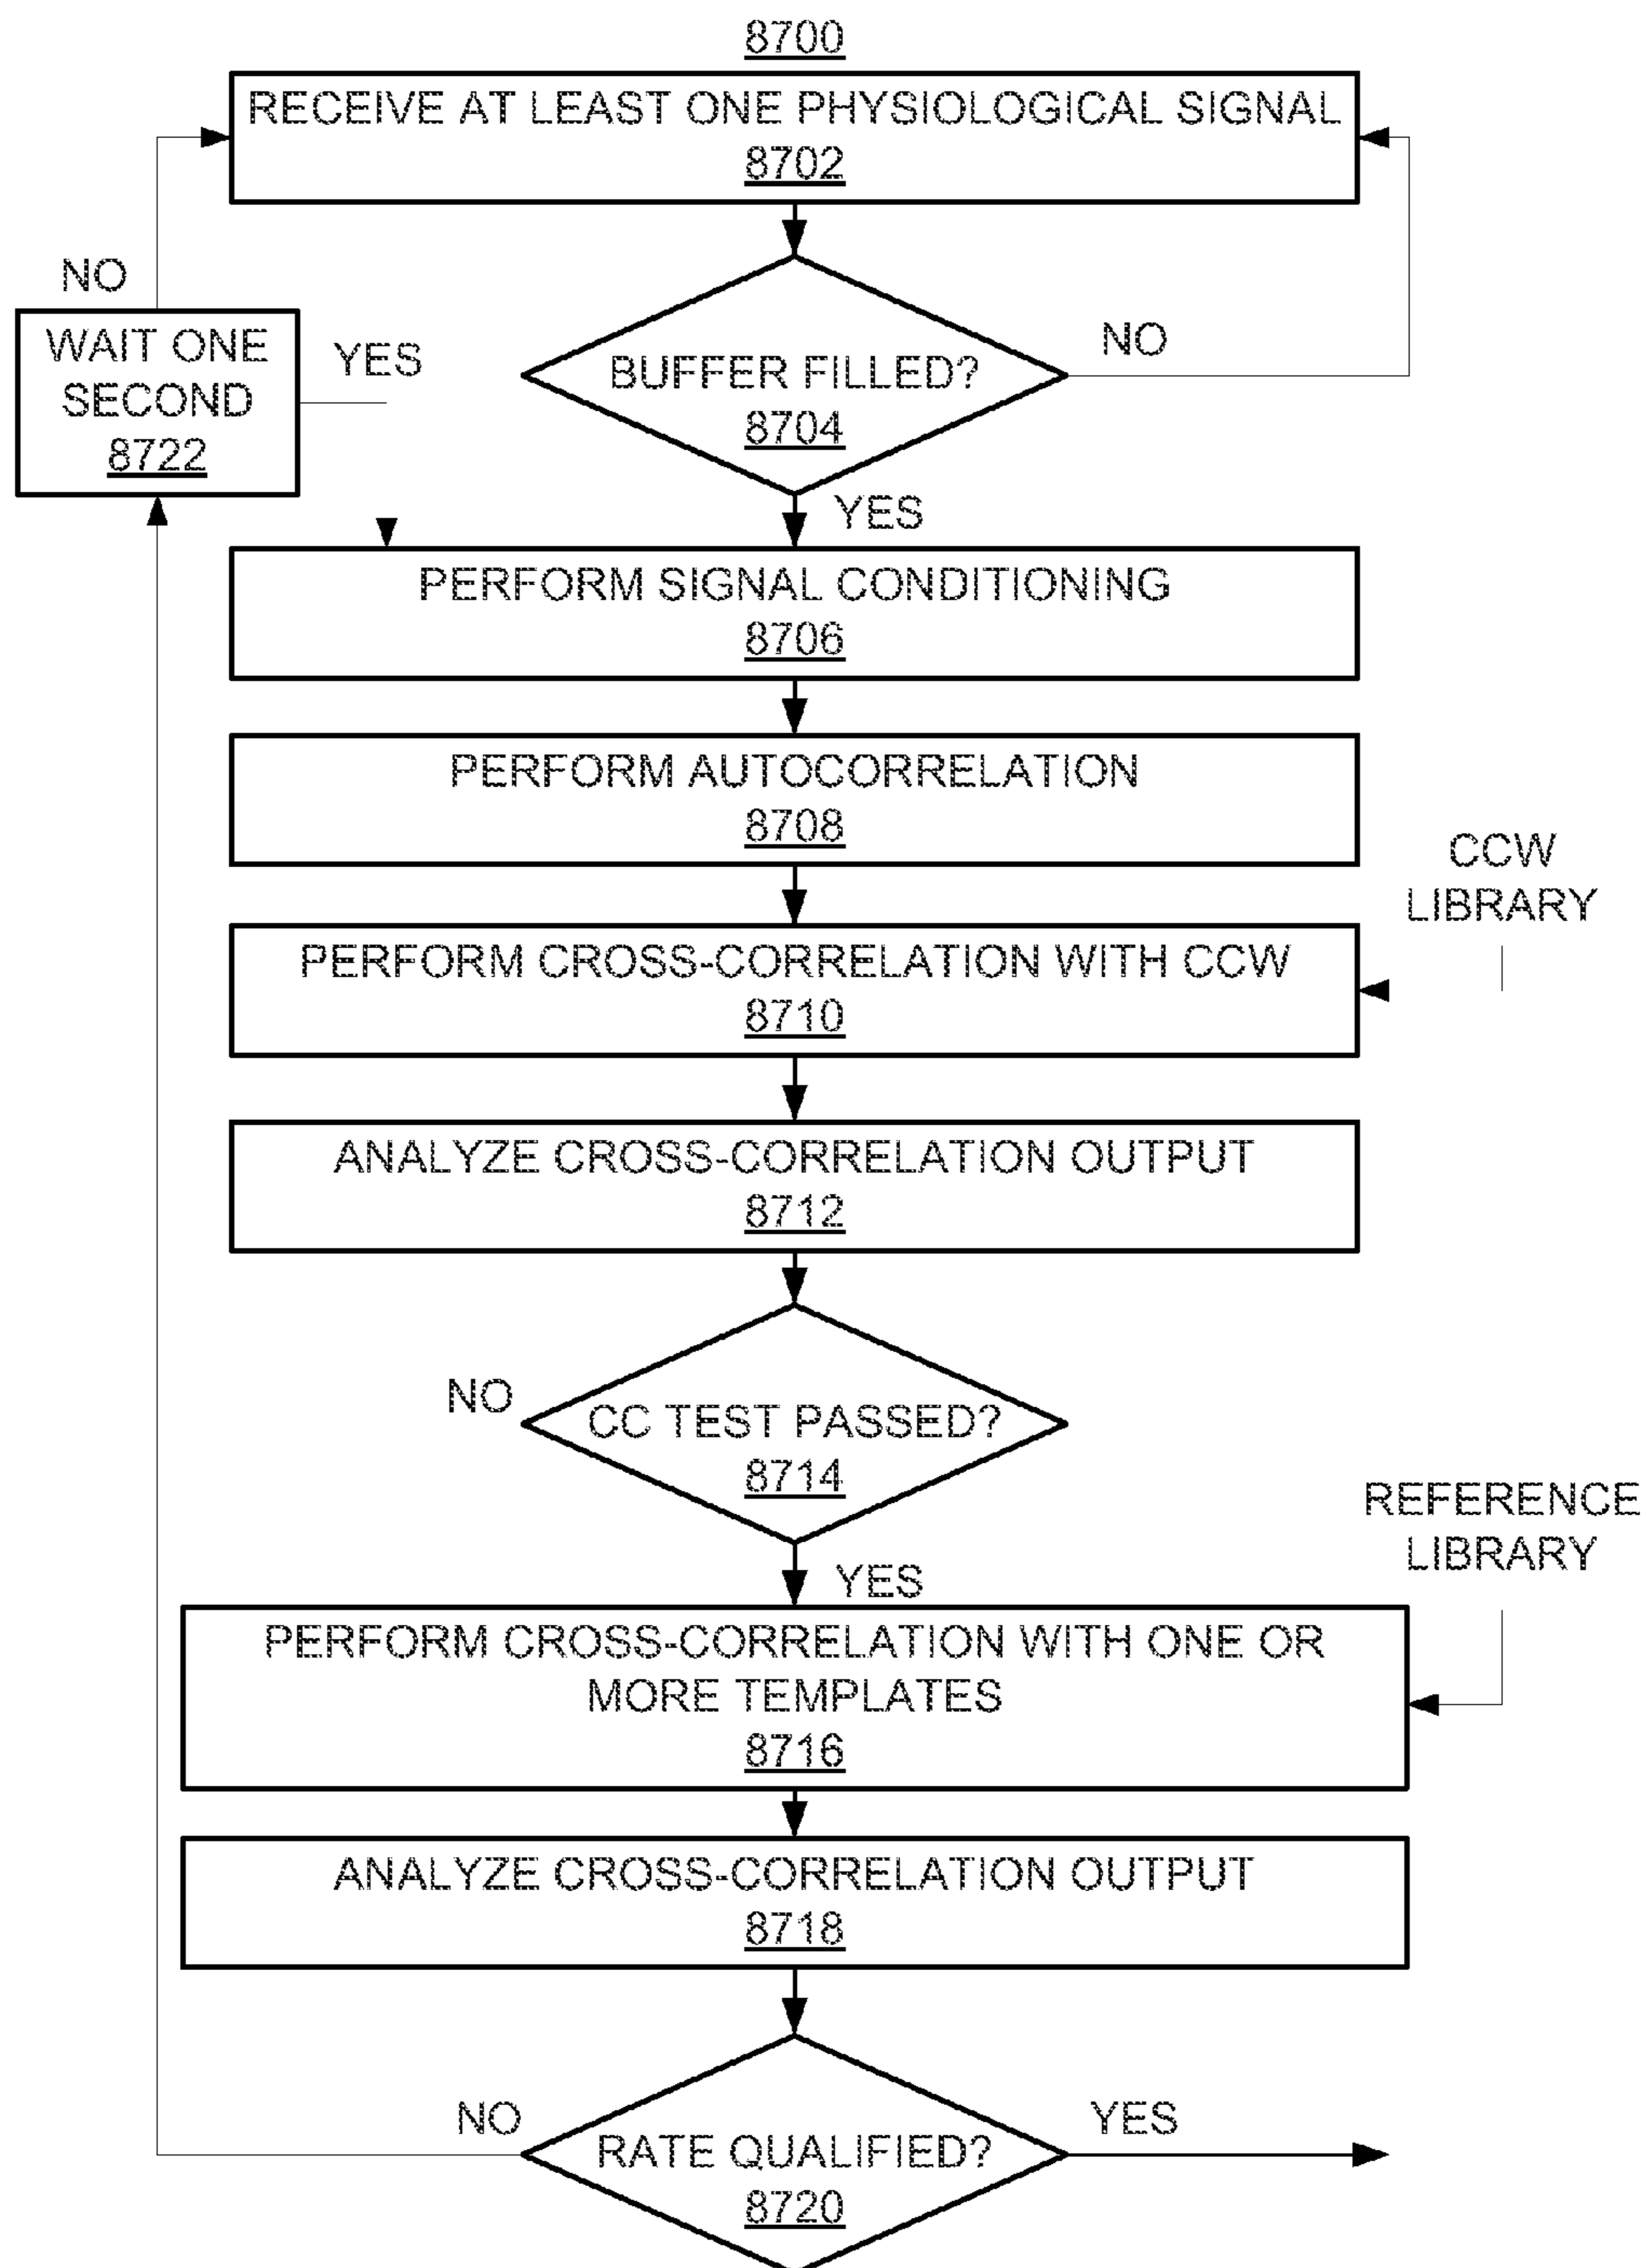 8700
RECEIVE AT LEAST ONE PHYSIOLOGICAL SIGNAL
8702
NO
WAIT ONE
SECOND
8722
YES
BUFFER FILLED?
8704
NO
YES
PERFORM SIGNAL CONDITIONING
8706
PERFORM AUTOCORRELATION
8708
CCW
LIBRARY
PERFORM CROSS-CORRELATION WITH CCW
8710
ANALYZE CROSS-CORRELATION OUTPUT
8712
NO
CC TEST PASSED?
8714
REFERENCE
LIBRARY
YES
PERFORM CROSS-CORRELATION WITH ONE OR
MORE TEMPLATES
8716
ANALYZE CROSS-CORRELATION OUTPUT
8718
NO
RATE QUALIFIED?
8720
YES